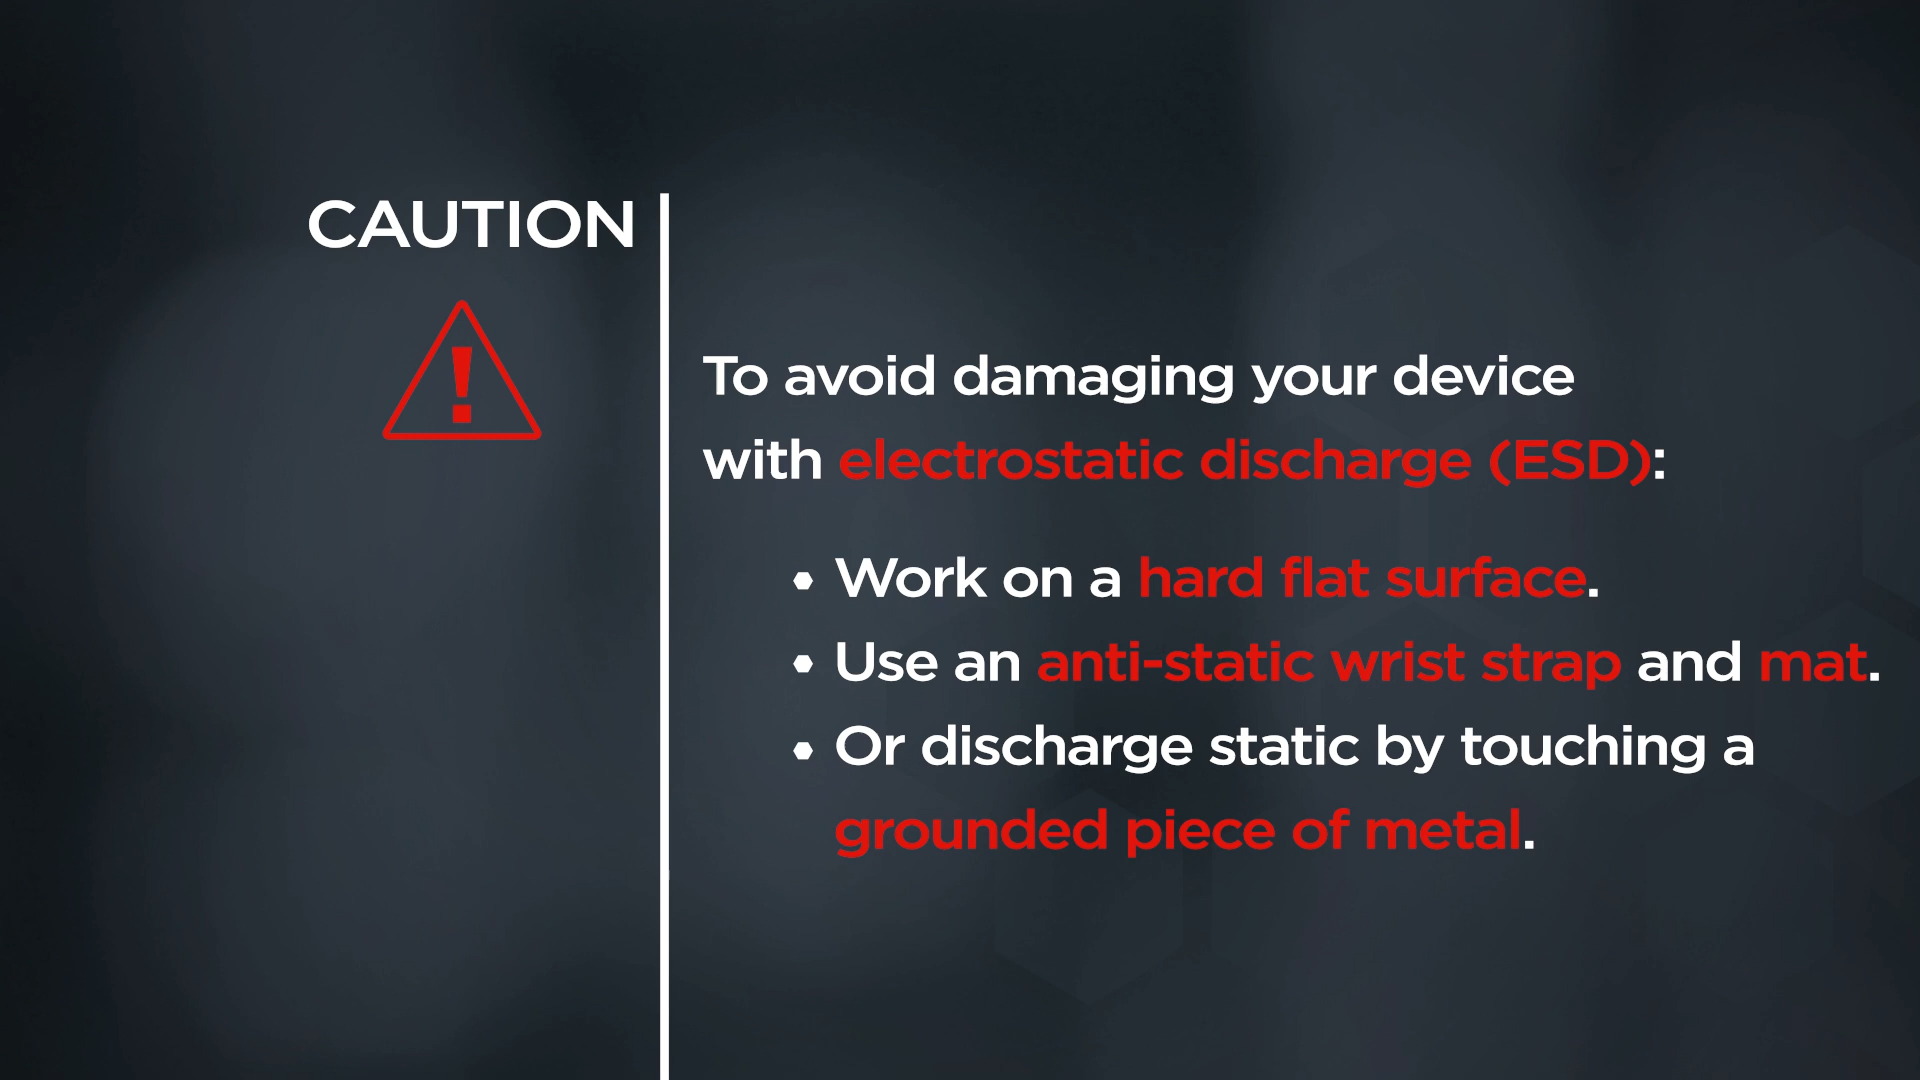 CAUTION
!
To avoid damaging your device
with electrostatic discharge (ESD):
• Work on a hard flat surface.
• Use an anti-static wrist strap and mat.
• Or discharge static by touching a
grounded piece of metal.